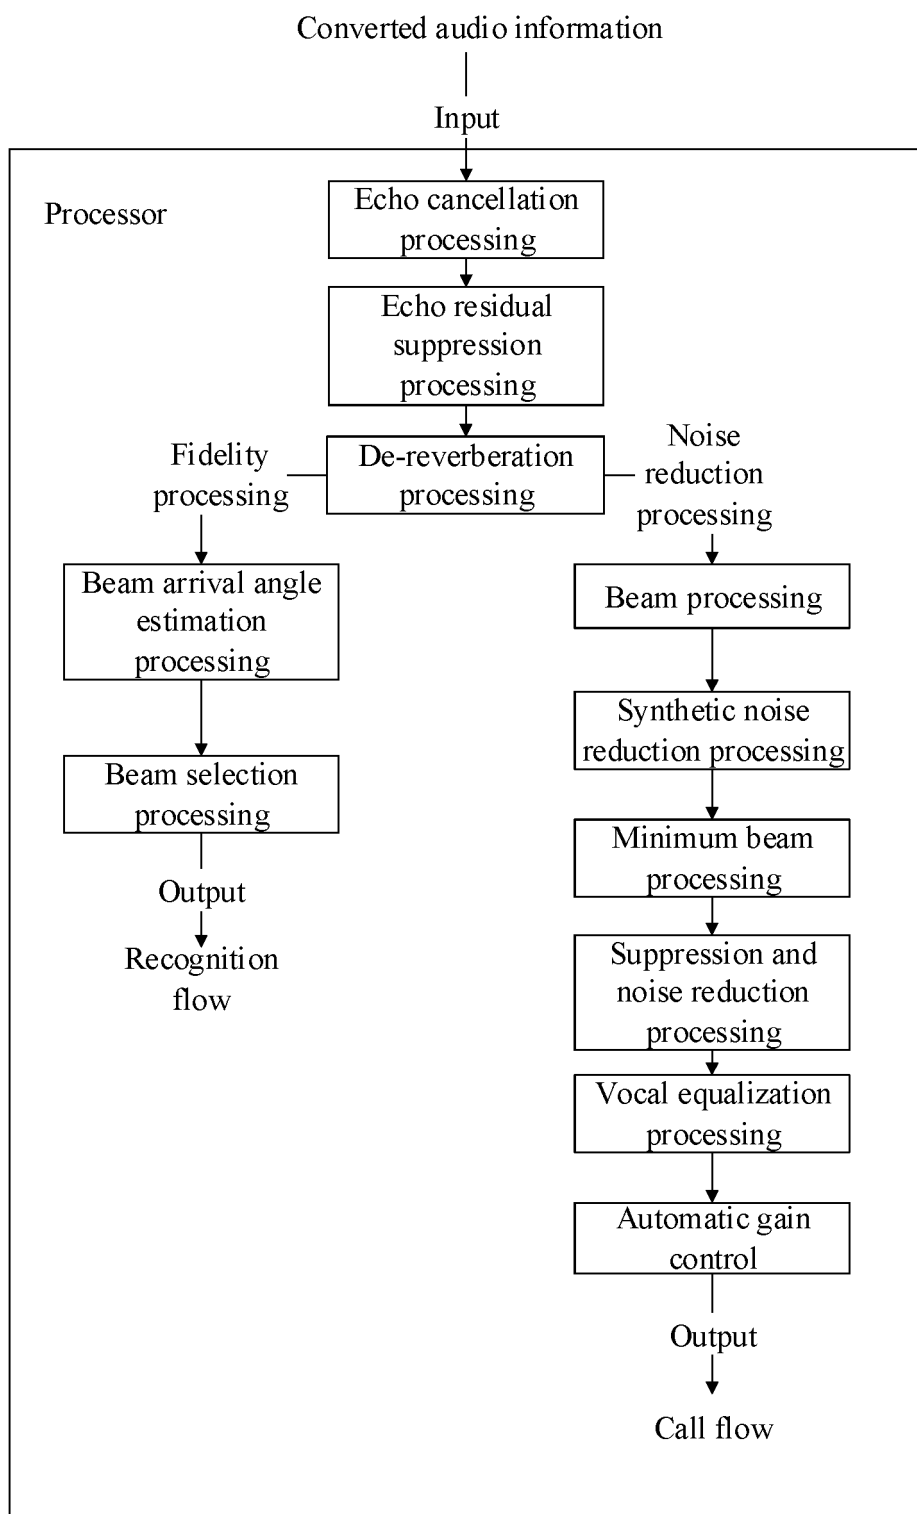 Converted audio information
Input
Processor
Echo cancellation
processing
Echo residual
suppression
processing
De-reverberation
processing
Fidelity
processing
Beam arrival angle
estimation
processing
Beam selection
processing
Output
Recognition
flow
Noise
reduction
processing
Beam processing
Synthetic noise
reduction processing
Minimum beam
processing
Suppression and
noise reduction
processing
Vocal equalization
processing
Automatic gain
control
Output
Call flow